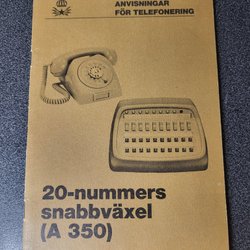 ANVISNINGAR
FÖR TELEFONERING
20-nummers
snabbväxel
(A 350)